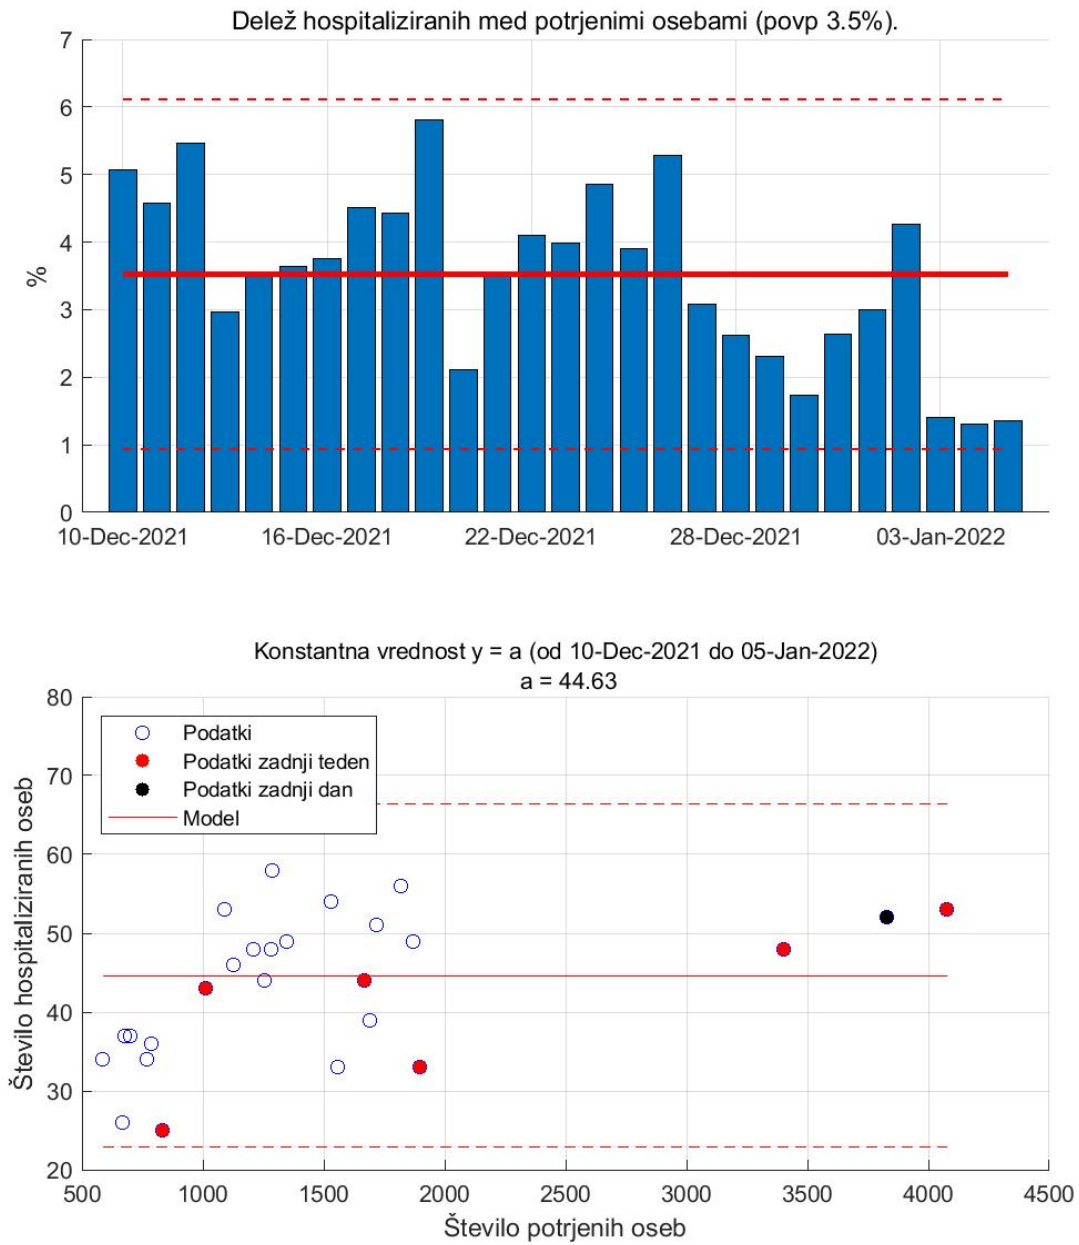 Delež hospitaliziranih med potrjenimi osebami (povp 3.5%).
7
6
5
4
3
2
1
0
%
10-Dec-2021 16-Dec-2021 22-Dec-2021 28-Dec-2021 03-Jan-2022
Konstantna vrednost y = a (od 10-Dec-2021 do 05-Jan-2022)
a = 44.63
80
70
60
50
40
30
20
Število hospitaliziranih oseb
Podatki
Podatki zadnji teden
Podatki zadnji dan
Model
500 1000 1500 2000 2500 3000 3500 4000 4500
Število potrjenih oseb